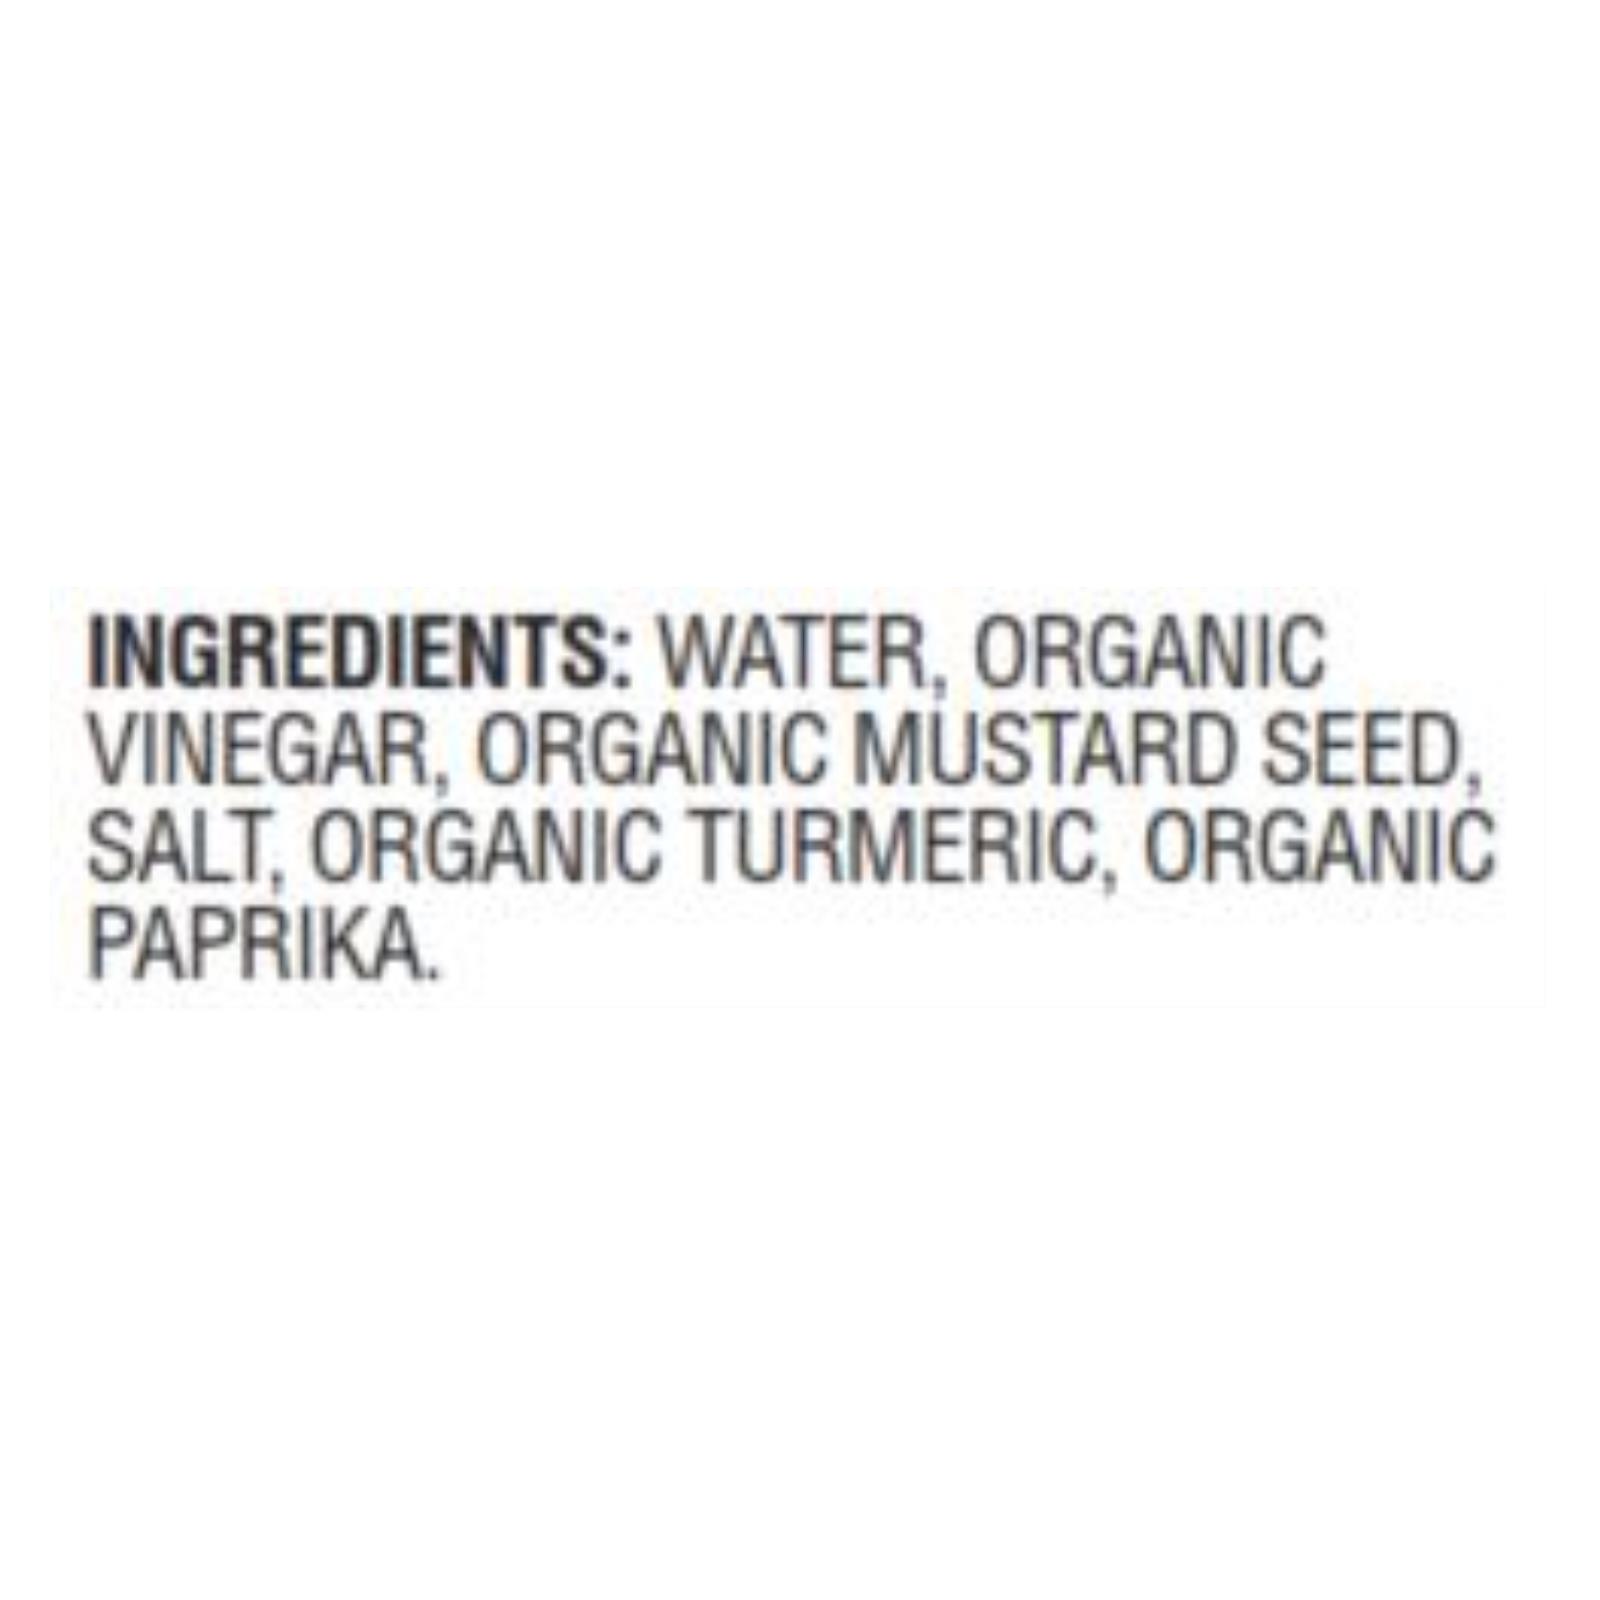 INGREDIENTS: WATER, ORGANIC
VINEGAR, ORGANIC MUSTARD SEED,
SALT, ORGANIC TURMERIC, ORGANIC
PAPRIKA.